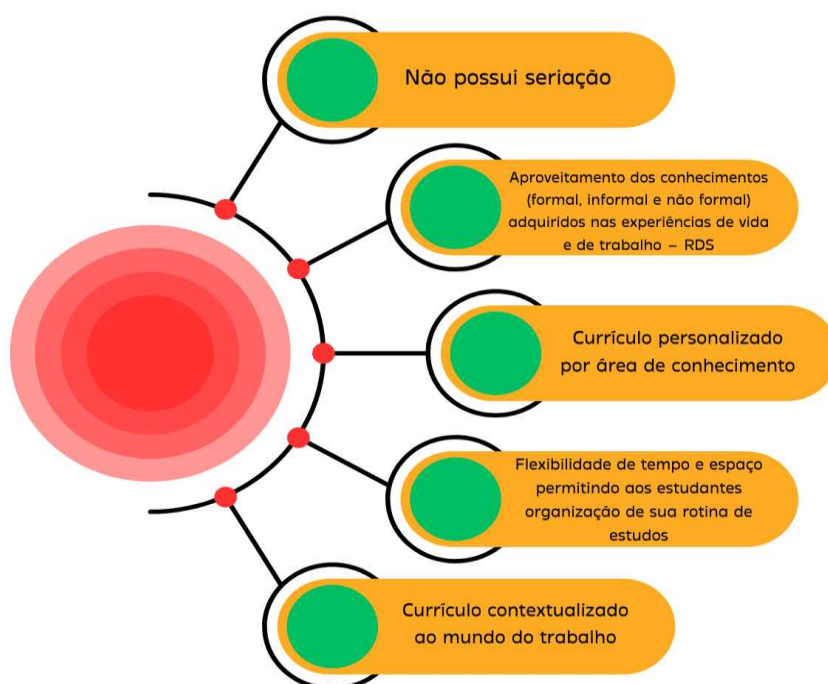 Não possui seriação
Aproveitamento dos conhecimentos
(formal, informal e não formal)
adquiridos nas experiências de vida
e de trabalho – RDS
Currículo personalizado
por área de conhecimento
Flexibilidade de tempo e espaço
permitindo aos estudantes
organização de sua rotina de
estudos
Currículo contextualizado
ao mundo do trabalho